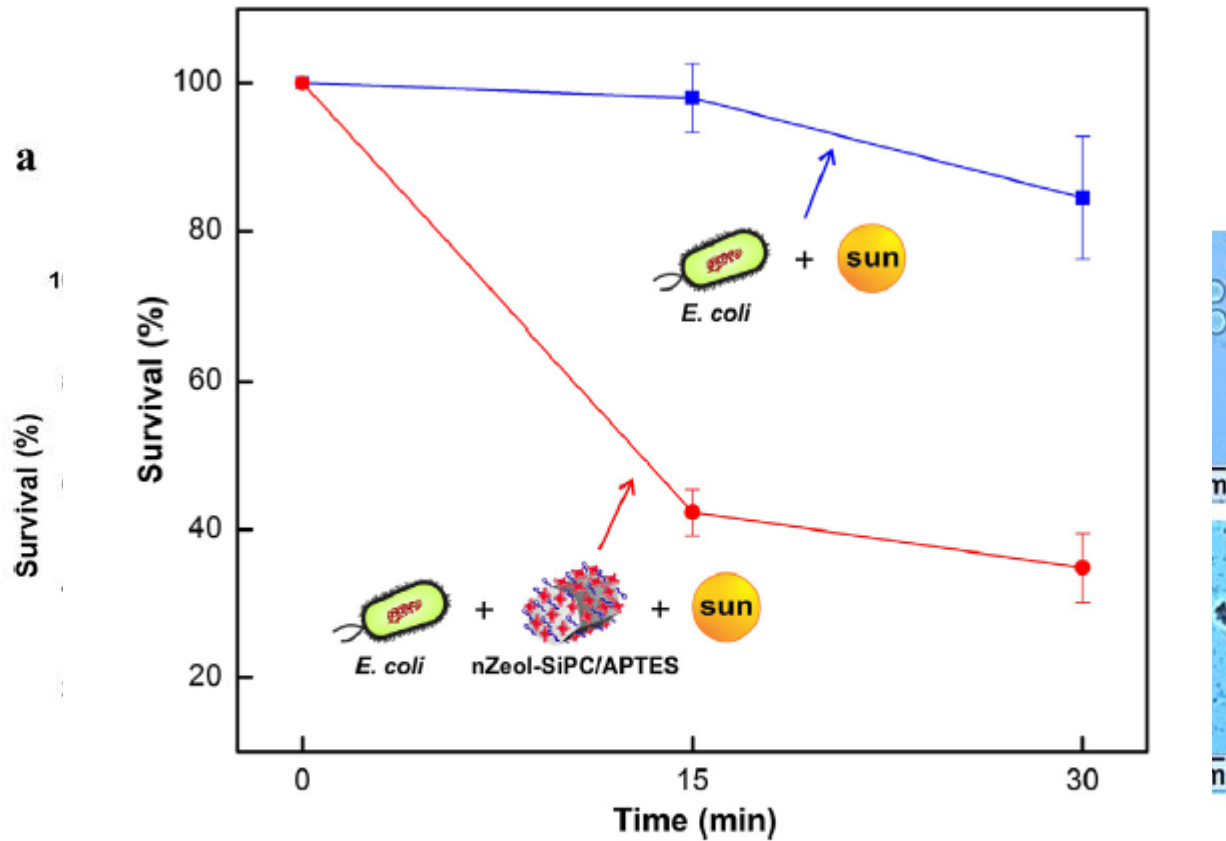 a
Survival (%)
Survival (%)
100
80
60
40
20
sun
+
E. coli
sun
+
+
E. coli
nZeol-SiPC/APTES
0
15
30
Time (min)
m
m